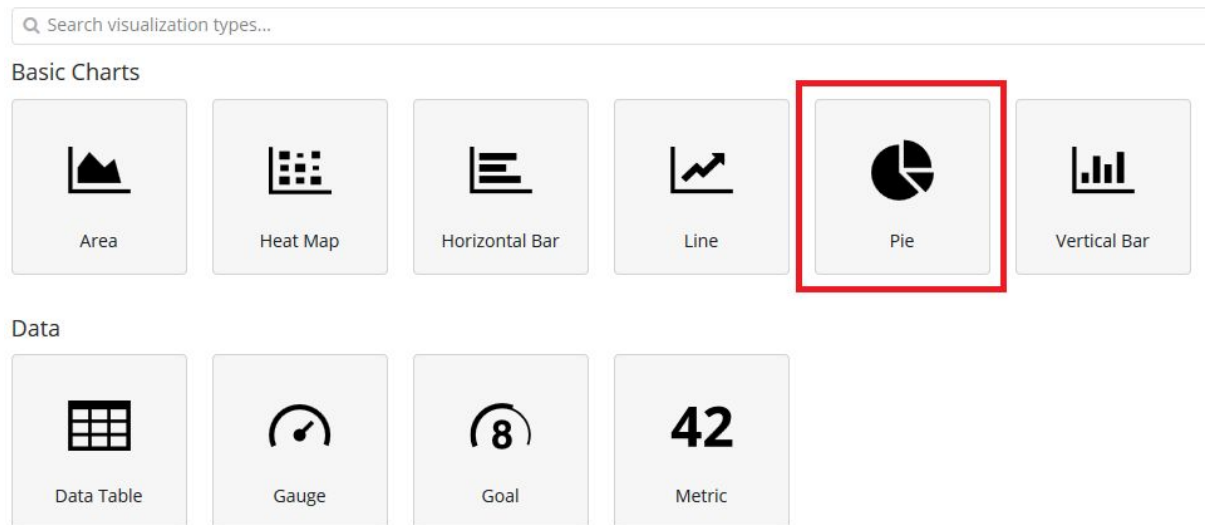 Search visualization types...
Basic Charts
Area Heat Map Horizontal Bar Line Pie Vertical Bar
Data
8 42
Data Table Gauge Goal Metric